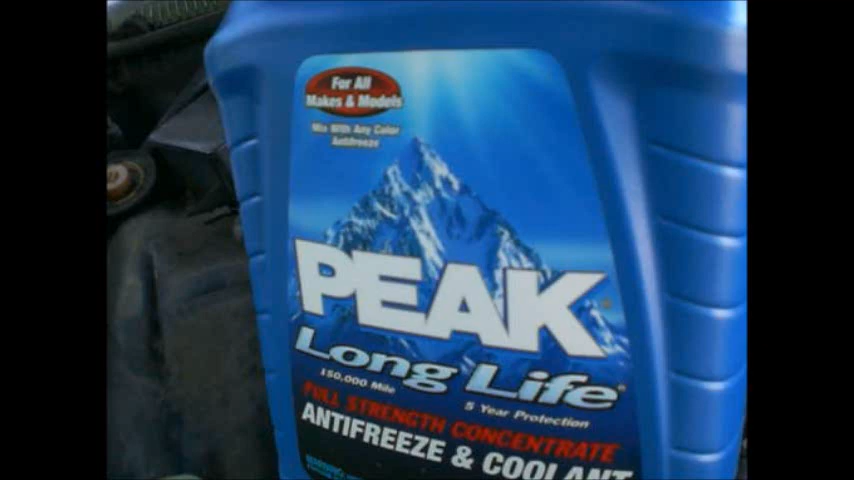 For All
Makes & Models
Mix With Any Color
Antifreeze
PEAK®
Long Life®
150,000 Mile
5 Year Protection
FULL STRENGTH CONCENTRATE
ANTIFREEZE & COOLANT
WARNING